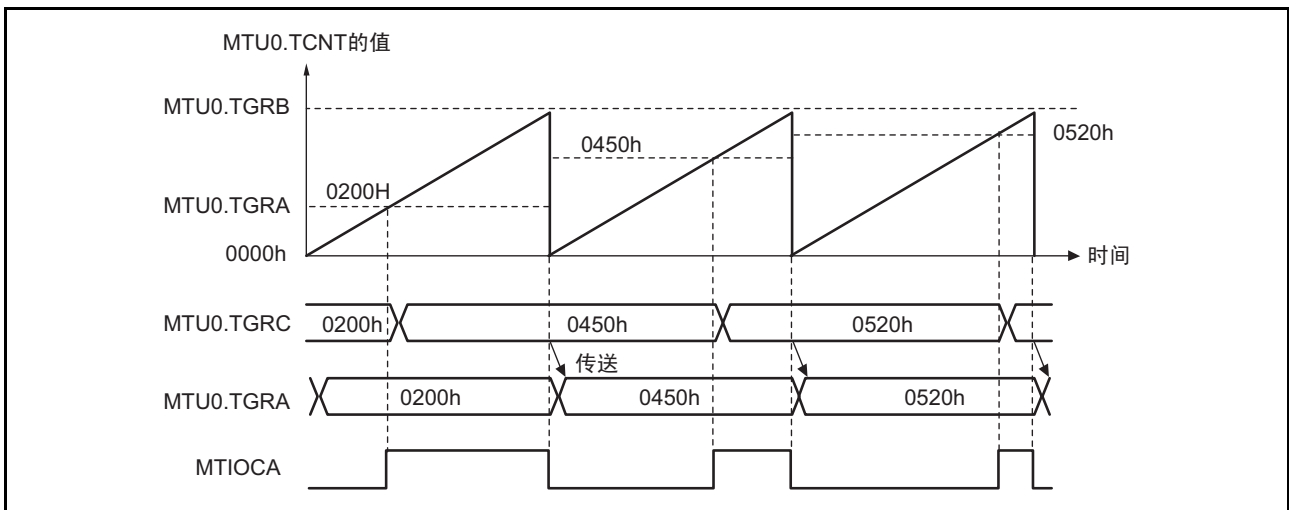 MTU0.TCNT的值
MTU0.TGRB
0520h
0450h
0200H
MTU0.TGRA
0000h
时间
MTU0.TGRC 0200h 0450h 0520h
传送
MTU0.TGRA 0200h 0450h 0520h
MTIOCA